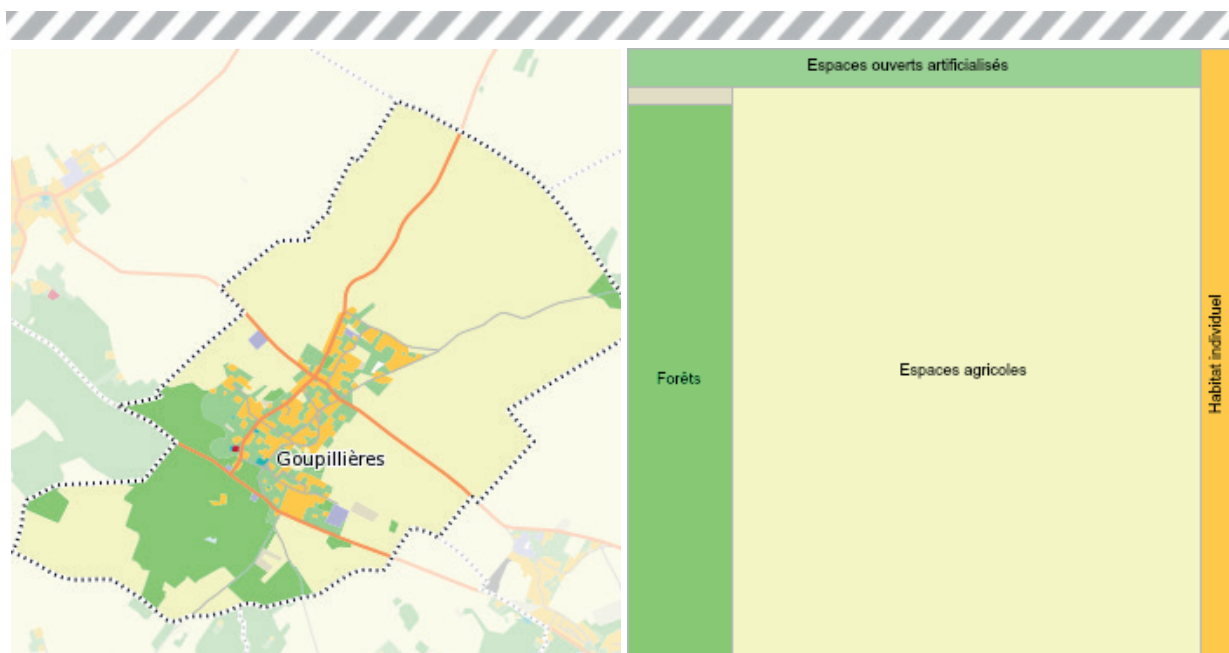 Goupillières
Espaces ouverts artificialisés
Forêts
Espaces agricoles
Habitat individuel